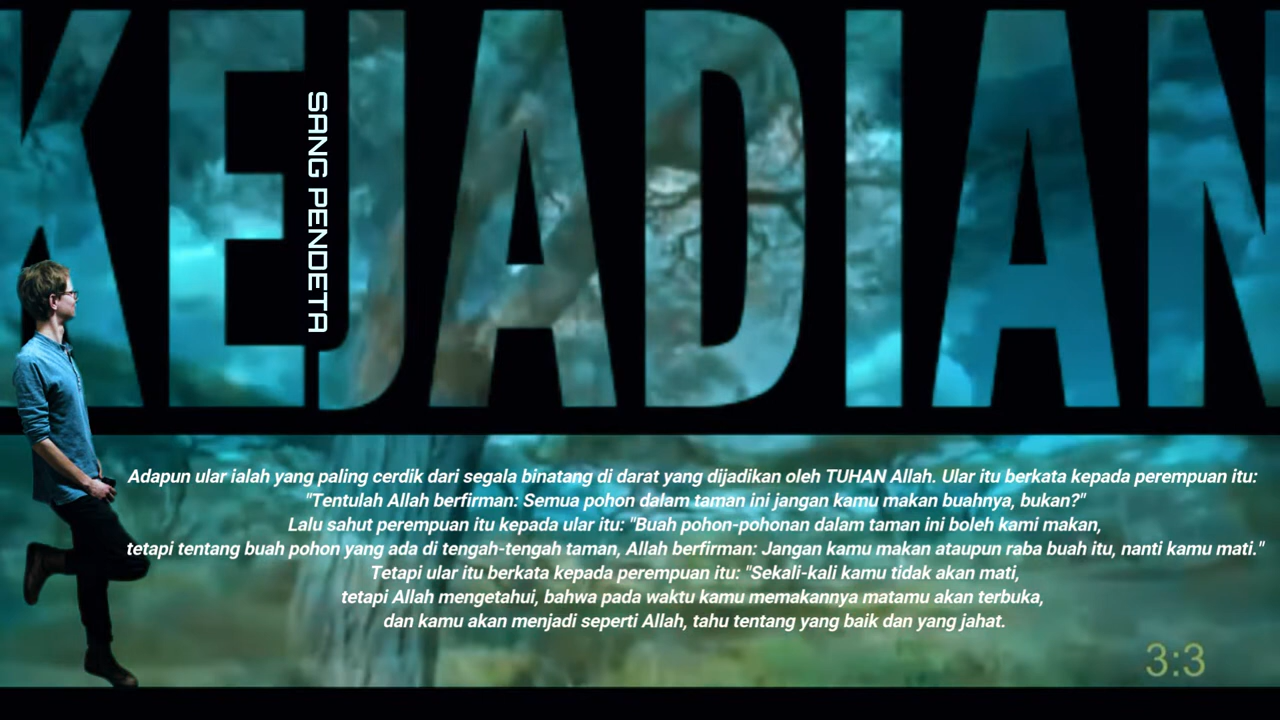 KEJADIAN
SANG PENDETA
Adapun ular ialah yang paling cerdik dari segala binatang di darat yang dijadikan oleh TUHAN Allah. Ular itu berkata kepada perempuan itu:
"Tentulah Allah berfirman: Semua pohon dalam taman ini jangan kamu makan buahnya, bukan?"
Lalu sahut perempuan itu kepada ular itu: "Buah pohon-pohonan dalam taman ini boleh kami makan,
tetapi tentang buah pohon yang ada di tengah-tengah taman, Allah berfirman: Jangan kamu makan ataupun raba buah itu, nanti kamu mati."
Tetapi ular itu berkata kepada perempuan itu: "Sekali-kali kamu tidak akan mati,
tetapi Allah mengetahui, bahwa pada waktu kamu memakannya matamu akan terbuka,
dan kamu akan menjadi seperti Allah, tahu tentang yang baik dan yang jahat.
3:3